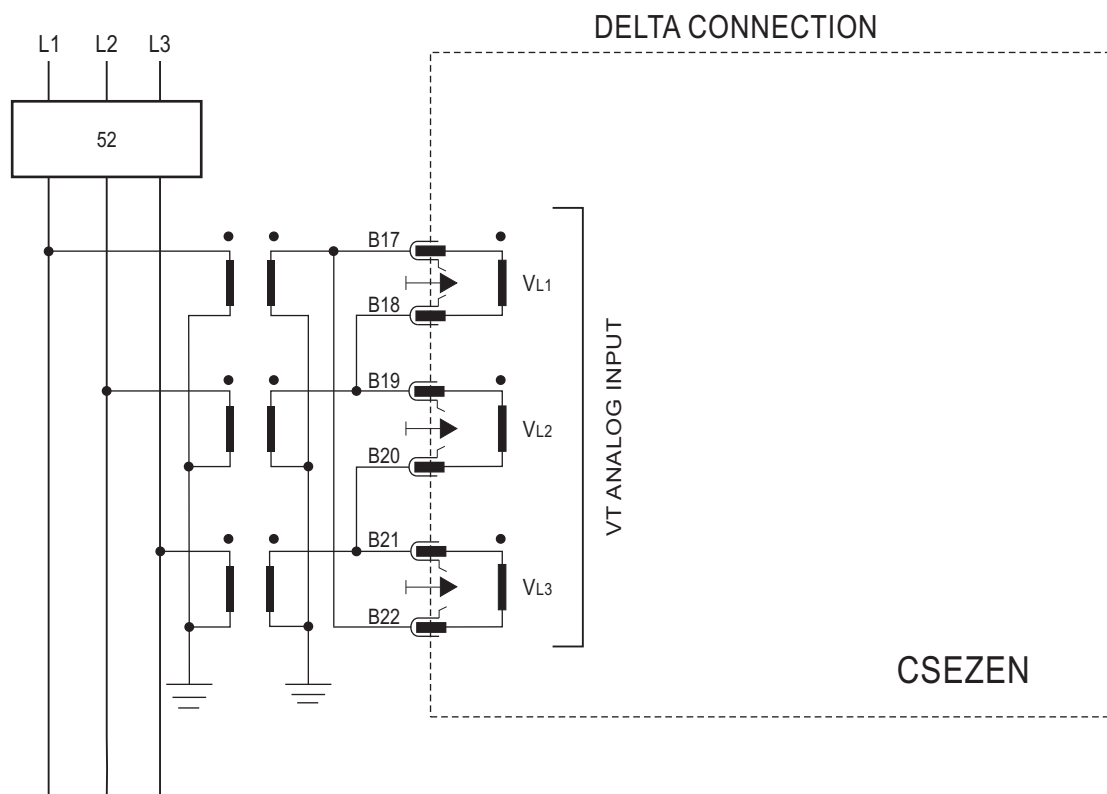 DELTA CONNECTION
L1 L2 L3
52
B17
VL1
B18
B19
VL2
B20
B21
VL3
B22
VT ANALOG INPUT
CSEZEN